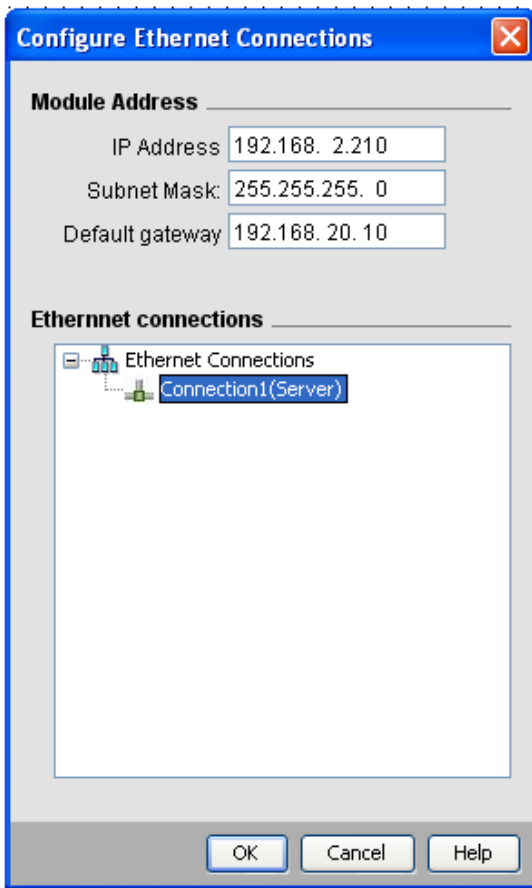 Configure Ethernet Connections
Module Address
IP Address 192.168. 2.210
Subnet Mask: 255.255.255. 0
Default gateway 192.168. 20. 10
Ethernnet connections
Ethernet Connections
Connection1(Server)
OK Cancel Help